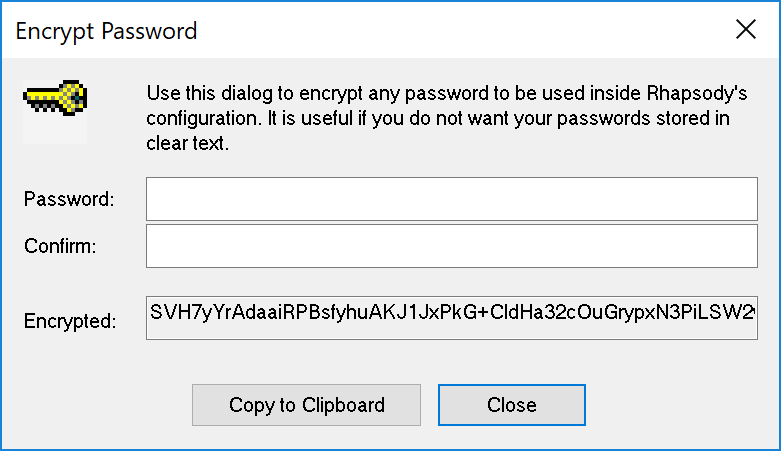 Encrypt Password
Use this dialog to encrypt any password to be used inside Rhapsody's
configuration. It is useful if you do not want your passwords stored in
clear text.
Password:
Confirm:
Encrypted: SVH7yYrAdaaiRPBsfyhuAKJ1JxPkG+CldHa32cOuGrypxN3PiLSW2
Copy to Clipboard Close